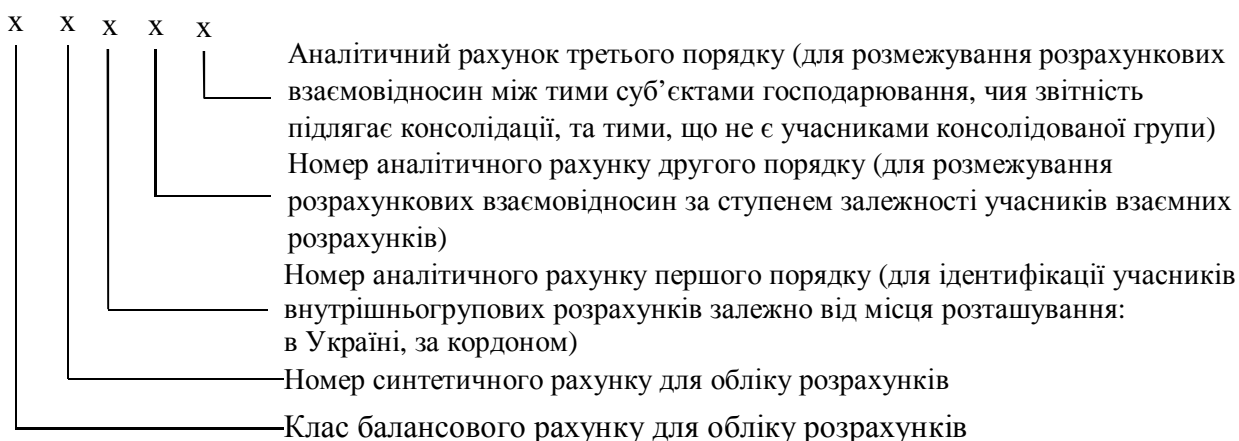 х х х х х
Аналітичний рахунок третього порядку (для розмежування розрахункових
взаємовідносин між тими суб’єктами господарювання, чия звітність
підлягає консолідації, та тими, що не є учасниками консолідованої групи)
Номер аналітичного рахунку другого порядку (для розмежування
розрахункових взаємовідносин за ступенем залежності учасників взаємних
розрахунків)
Номер аналітичного рахунку першого порядку (для ідентифікації учасників
внутрішньогрупових розрахунків залежно від місця розташування:
в Україні, за кордоном)
Номер синтетичного рахунку для обліку розрахунків
Клас балансового рахунку для обліку розрахунків